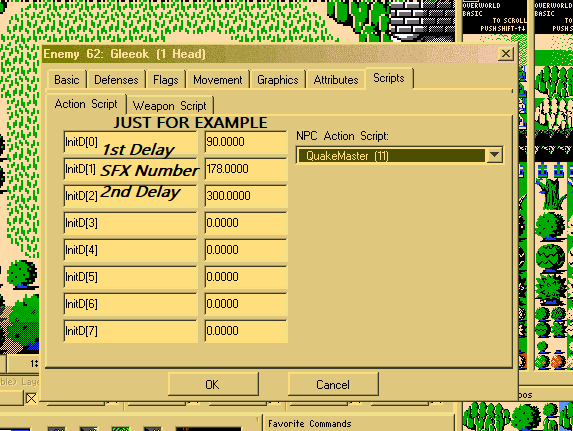 OVERWORLD
BASIC
TO SCROLL
PUSH SHIFT-↑↓
OVERWORLD
BASIC
PUSH
Enemy 62: Gleeok (1 Head)
Basic Defenses Flags Movement Graphics Attributes Scripts
Action Script Weapon Script
JUST FOR EXAMPLE
InitD[0] 90.0000 NPC Action Script:
1st Delay
QuakeMaster (11)
InitD[1] SFX Number 178.0000
InitD[2] 2nd Delay 300.0000
InitD[3] 0.0000
InitD[4] 0.0000
InitD[5] 0.0000
InitD[6] 0.0000
InitD[7] 0.0000
OK Cancel
Favorite Commands